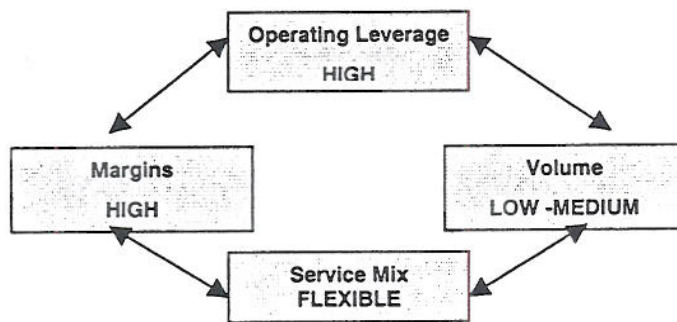 Operating Leverage
HIGH
Margins
HIGH
Volume
LOW -MEDIUM
Service Mix
FLEXIBLE